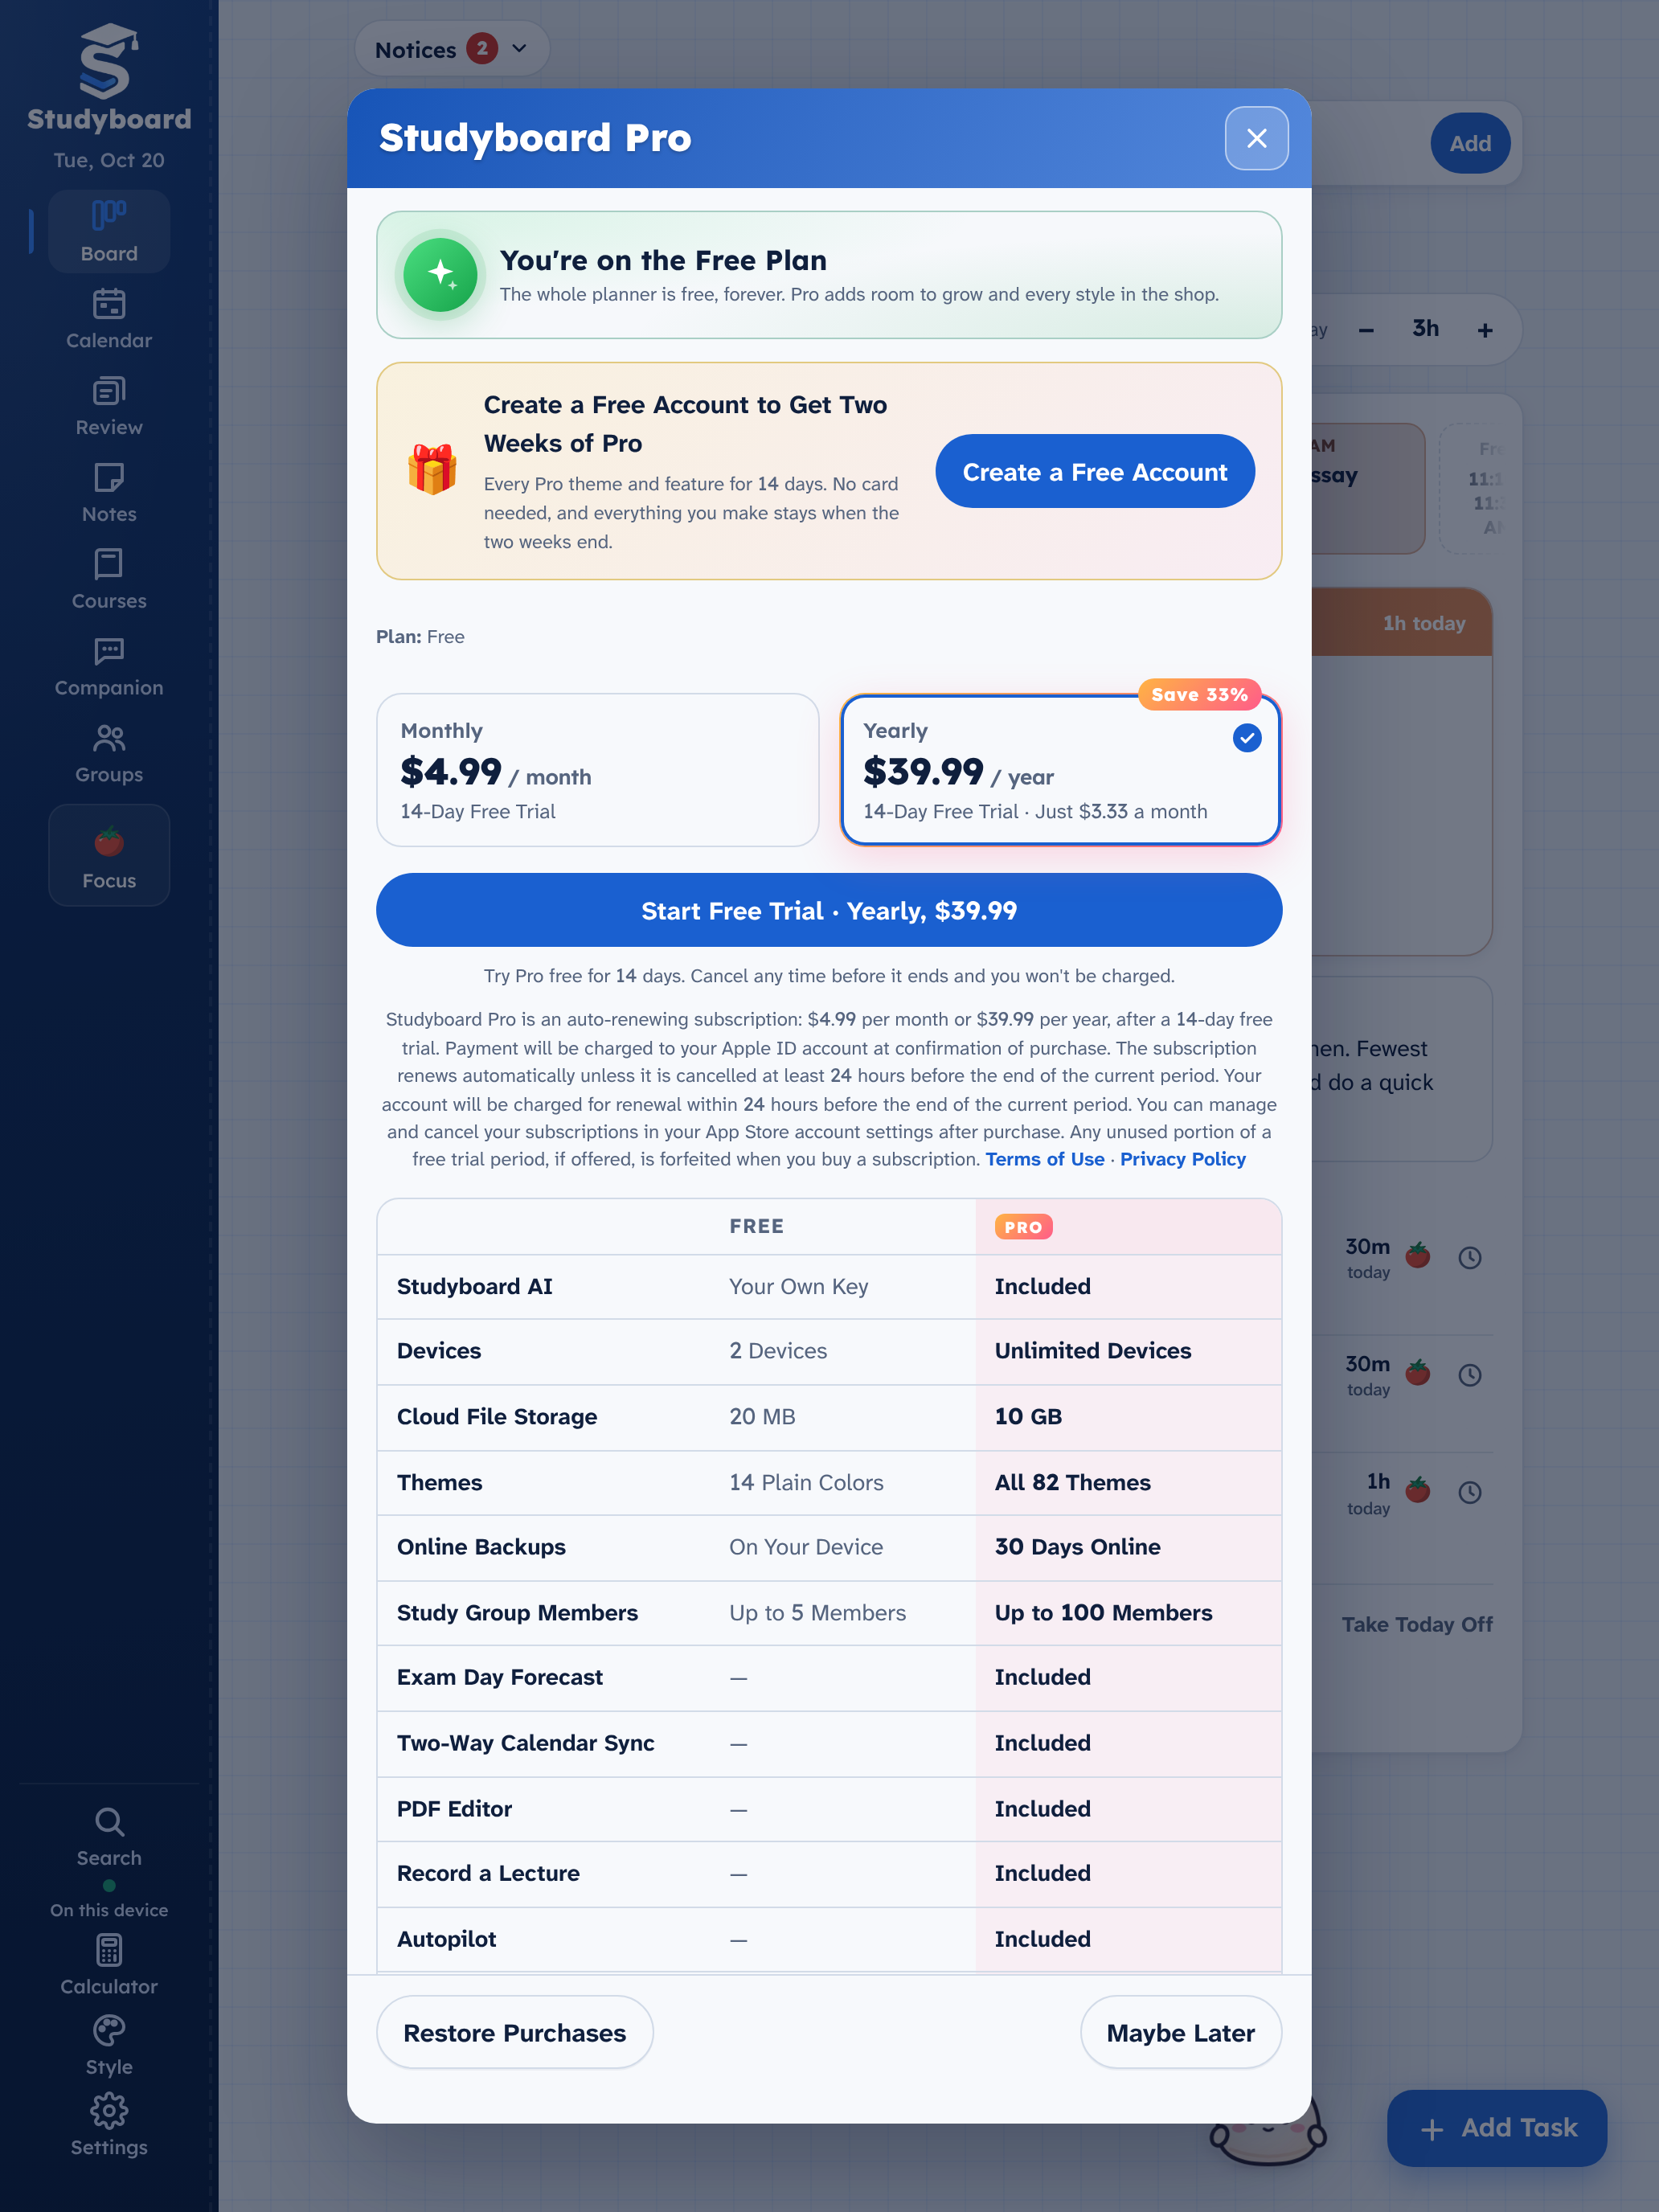 Studyboard
Tue, Oct 20
Board
Calendar
Review
Notes
Courses
Companion
Groups
Focus
Search
On this device
Calculator
Style
Settings
Notices 2
Add
3h
AM
11:
11:
1h today
30m
today
30m
today
1h
today
Take Today Off
Add Task
Studyboard Pro
You're on the Free Plan
The whole planner is free, forever. Pro adds room to grow and every style in the shop.
Create a Free Account to Get Two
Weeks of Pro
Every Pro theme and feature for 14 days. No card
needed, and everything you make stays when the
two weeks end.
Create a Free Account
Plan: Free
Monthly
$4.99 / month
14-Day Free Trial
Save 33%
Yearly
$39.99 / year
14-Day Free Trial · Just $3.33 a month
Start Free Trial · Yearly, $39.99
Try Pro free for 14 days. Cancel any time before it ends and you won't be charged.
Studyboard Pro is an auto-renewing subscription: $4.99 per month or $39.99 per year, after a 14-day free
trial. Payment will be charged to your Apple ID account at confirmation of purchase. The subscription
renews automatically unless it is cancelled at least 24 hours before the end of the current period. Your
account will be charged for renewal within 24 hours before the end of the current period. You can manage
and cancel your subscriptions in your App Store account settings after purchase. Any unused portion of a
free trial period, if offered, is forfeited when you buy a subscription. Terms of Use · Privacy Policy
FREE PRO
Studyboard AI Your Own Key Included
Devices 2 Devices Unlimited Devices
Cloud File Storage 20 MB 10 GB
Themes 14 Plain Colors All 82 Themes
Online Backups On Your Device 30 Days Online
Study Group Members Up to 5 Members Up to 100 Members
Exam Day Forecast — Included
Two-Way Calendar Sync — Included
PDF Editor — Included
Record a Lecture — Included
Autopilot — Included
Restore Purchases
Maybe Later
Fewest
do a quick